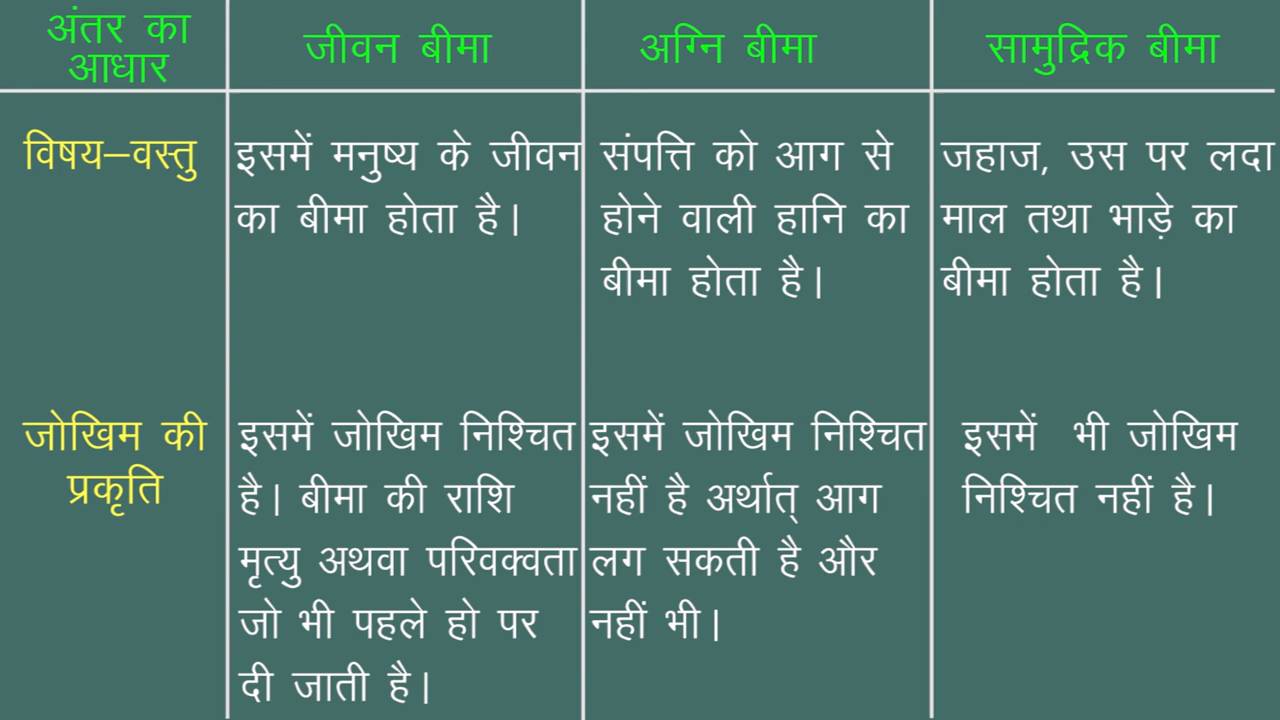 अंतर का
आधार
जीवन बीमा
अग्नि बीमा
सामुद्रिक बीमा
विषय–वस्तु
इसमें मनुष्य के जीवन
का बीमा होता है।
संपत्ति को आग से
होने वाली हानि का
बीमा होता है।
जहाज, उस पर लदा
माल तथा भाड़े का
बीमा होता है।
जोखिम की
प्रकृति
इसमें जोखिम निश्चित
है। बीमा की राशि
मृत्यु अथवा परिवक्वता
जो भी पहले हो पर
दी जाती है।
इसमें जोखिम निश्चित
नहीं है अर्थात् आग
लग सकती है और
नहीं भी।
इसमें भी जोखिम
निश्चित नहीं है।